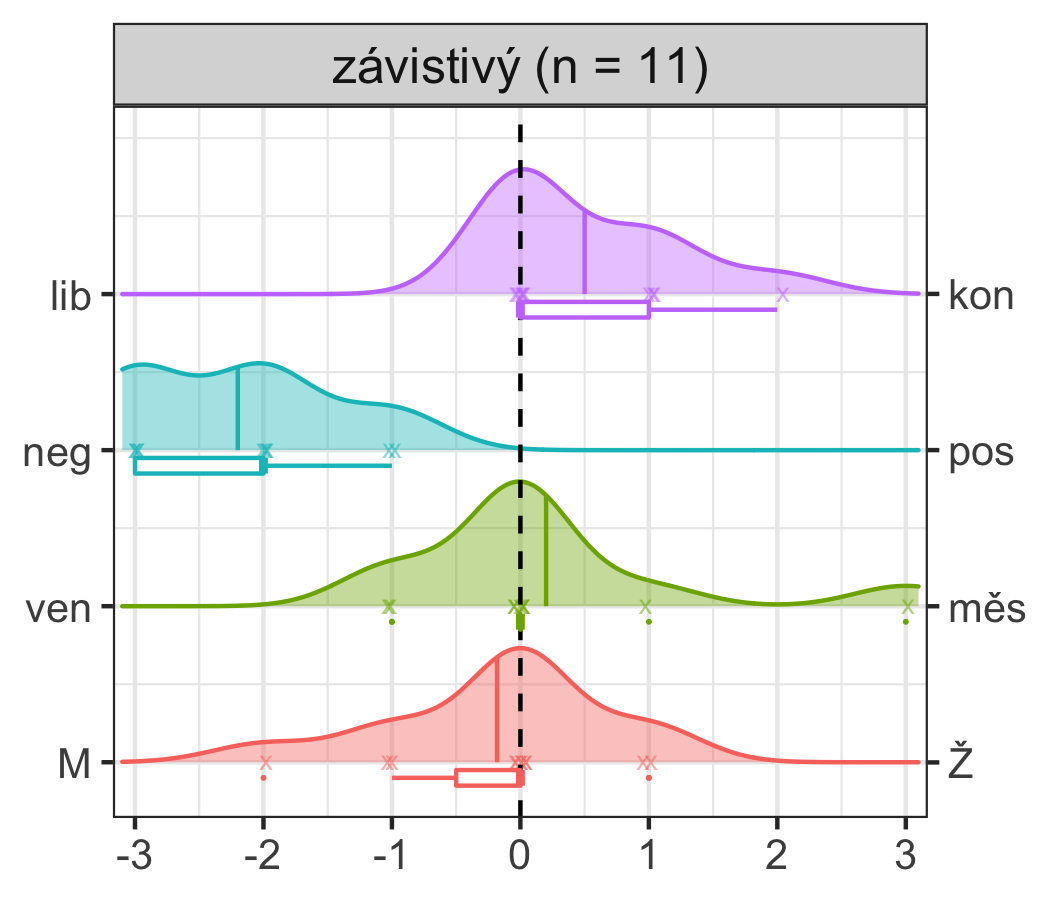 závistivý (n = 11)
lib kon
neg pos
ven měs
M Ž
-3 -2 -1 0 1 2 3